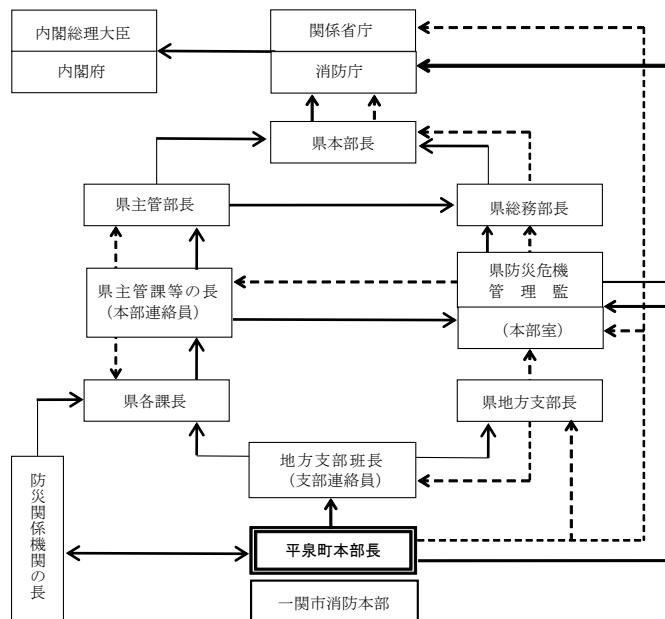 内閣総理大臣
内閣府
関係省庁
消防庁
県本部長
県主管部長
県総務部長
県主管課等の長
（本部連絡員）
県防災危機
管理監
（本部室）
県各課長
県地方支部長
地方支部班長
（支部連絡員）
防災関係機関の長
平泉町本部長
一関市消防本部